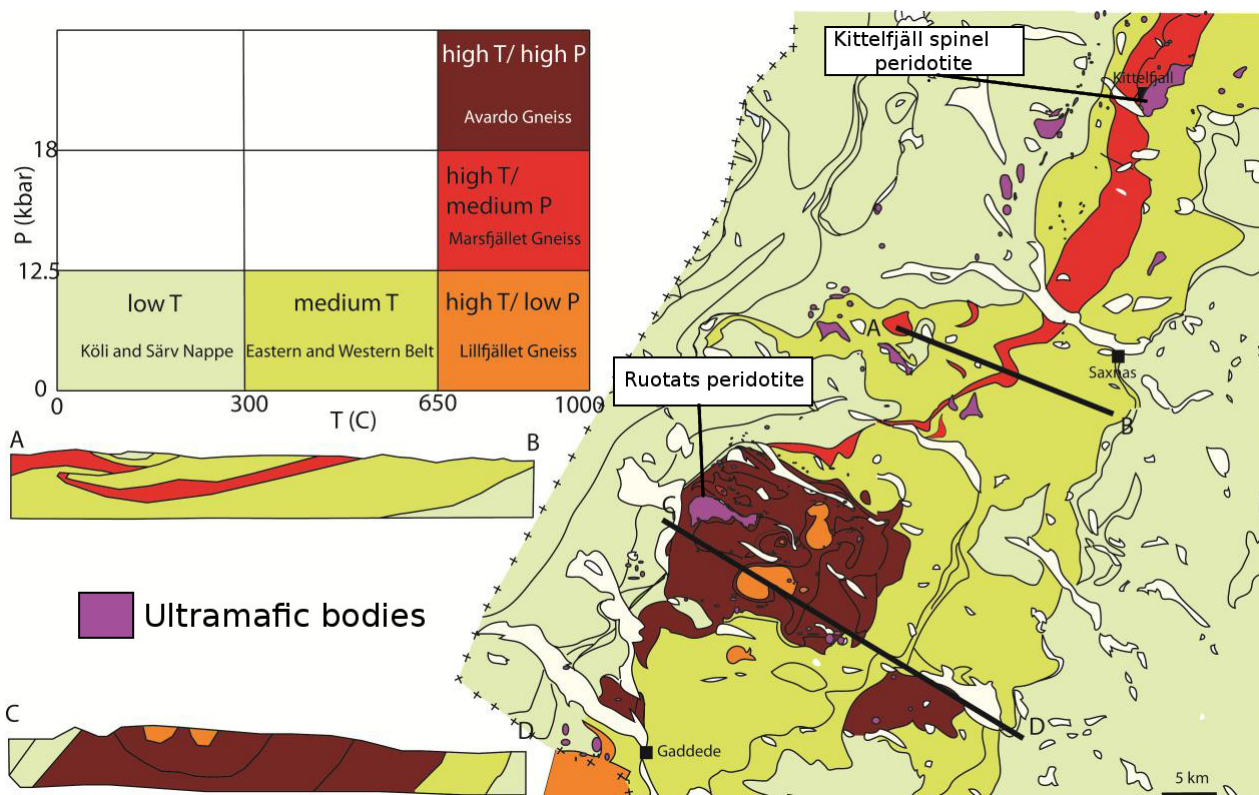 high T/ high P
Avardo Gneiss
18
P (kbar)
high T/
medium P
Marsfjället Gneiss
12.5
low T
medium T
high T/ low P
Köli and Särv Nappe
Eastern and Western Belt
Lillfjället Gneiss
0
0
300
650
1000
T (C)
A
B
Ultramafic bodies
C
D
Kittelfjäll spinel
peridotite
Kittelfjäll
A
Saxnas
B
Ruotats peridotite
C
D
Gaddede
5 km